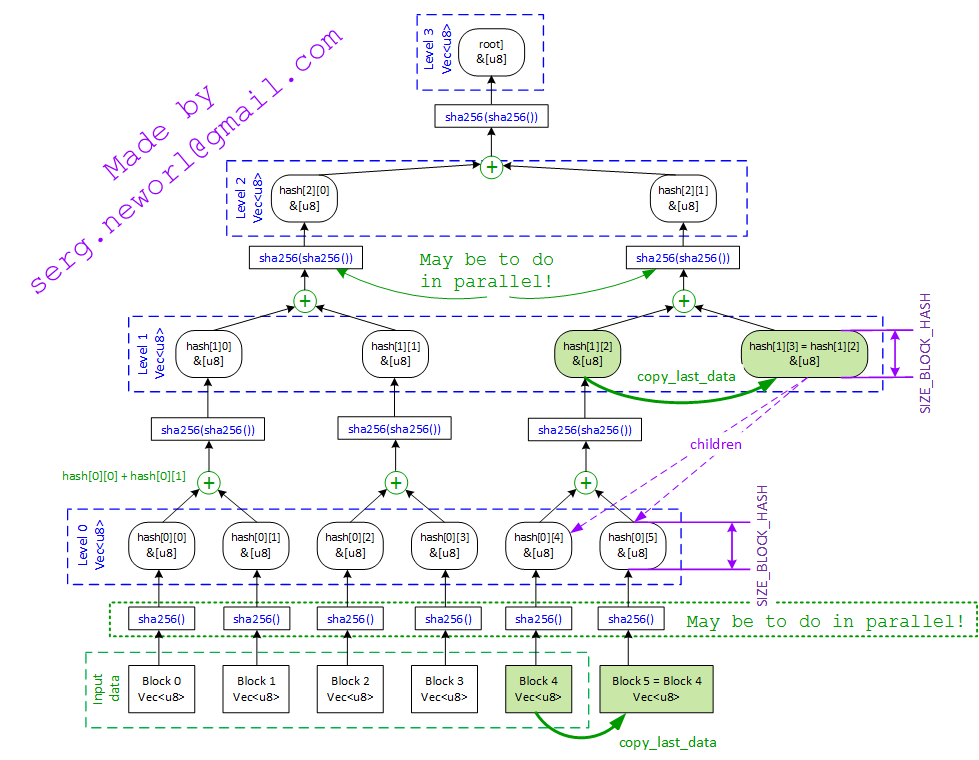 Made by
serg.neworl@gmail.com
Level 3
Vec<u8>
root]
&[u8]
sha256(sha256())
+
Level 2
Vec<u8>
hash[2][0]
&[u8]
hash[2][1]
&[u8]
sha256(sha256())
May be to do
in parallel!
sha256(sha256())
+
+
Level 1
Vec<u8>
hash[1]0]
&[u8]
hash[1][1]
&[u8]
hash[1][2]
&[u8]
hash[1][3] = hash[1][2]
&[u8]
SIZE_BLOCK_HASH
copy_last_data
sha256(sha256())
sha256(sha256())
sha256(sha256())
children
hash[0][0] + hash[0][1]
+
+
+
Level 0
Vec<u8>
hash[0][0]
&[u8]
hash[0][1]
&[u8]
hash[0][2]
&[u8]
hash[0][3]
&[u8]
hash[0][4]
&[u8]
hash[0][5]
&[u8]
SIZE_BLOCK_HASH
sha256()
sha256()
sha256()
sha256()
sha256()
sha256()
May be to do in parallel!
Input
data
Block 0
Vec<u8>
Block 1
Vec<u8>
Block 2
Vec<u8>
Block 3
Vec<u8>
Block 4
Vec<u8>
Block 5 = Block 4
Vec<u8>
copy_last_data